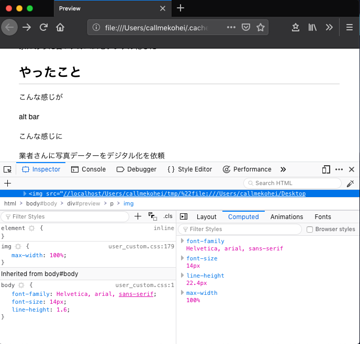 Preview
file:///Users/callmekohei/.cach
やったこと
こんな感じが
alt bar
こんな感じに
業者さんに写真データーをデジタル化を依頼
Inspector Console Debugger Style Editor Performance
Search HTML
<img src="//localhost/Users/callmekohei/tmp/%22file:///Users/callmekohei/Desktop
html body#body div#preview p img
Filter Styles .cls
Layout Computed Animations Fonts
Filter Styles Browser styles
element { inline
}
img { user_custom.css:179
max-width: 100%;
}
Inherited from body#body
body { user_custom.css:1
font-family: Helvetica, arial, sans-serif;
font-size: 14px;
line-height: 1.6;
}
font-family
Helvetica, arial, sans-serif
font-size
14px
line-height
22.4px
max-width
100%